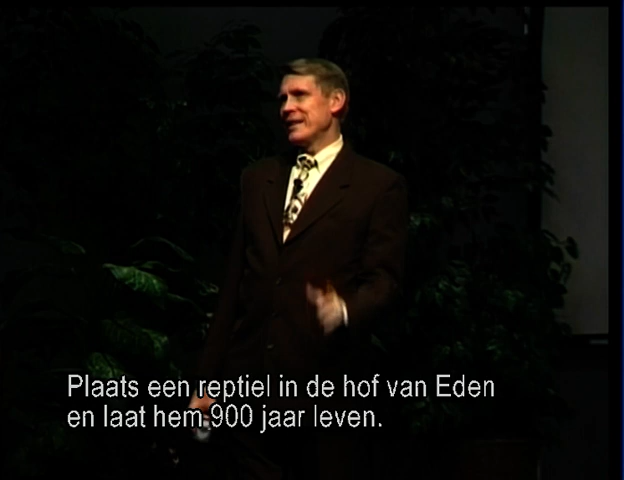 Plaats een reptiel in de hof van Eden
en laat hem 900 jaar leven.